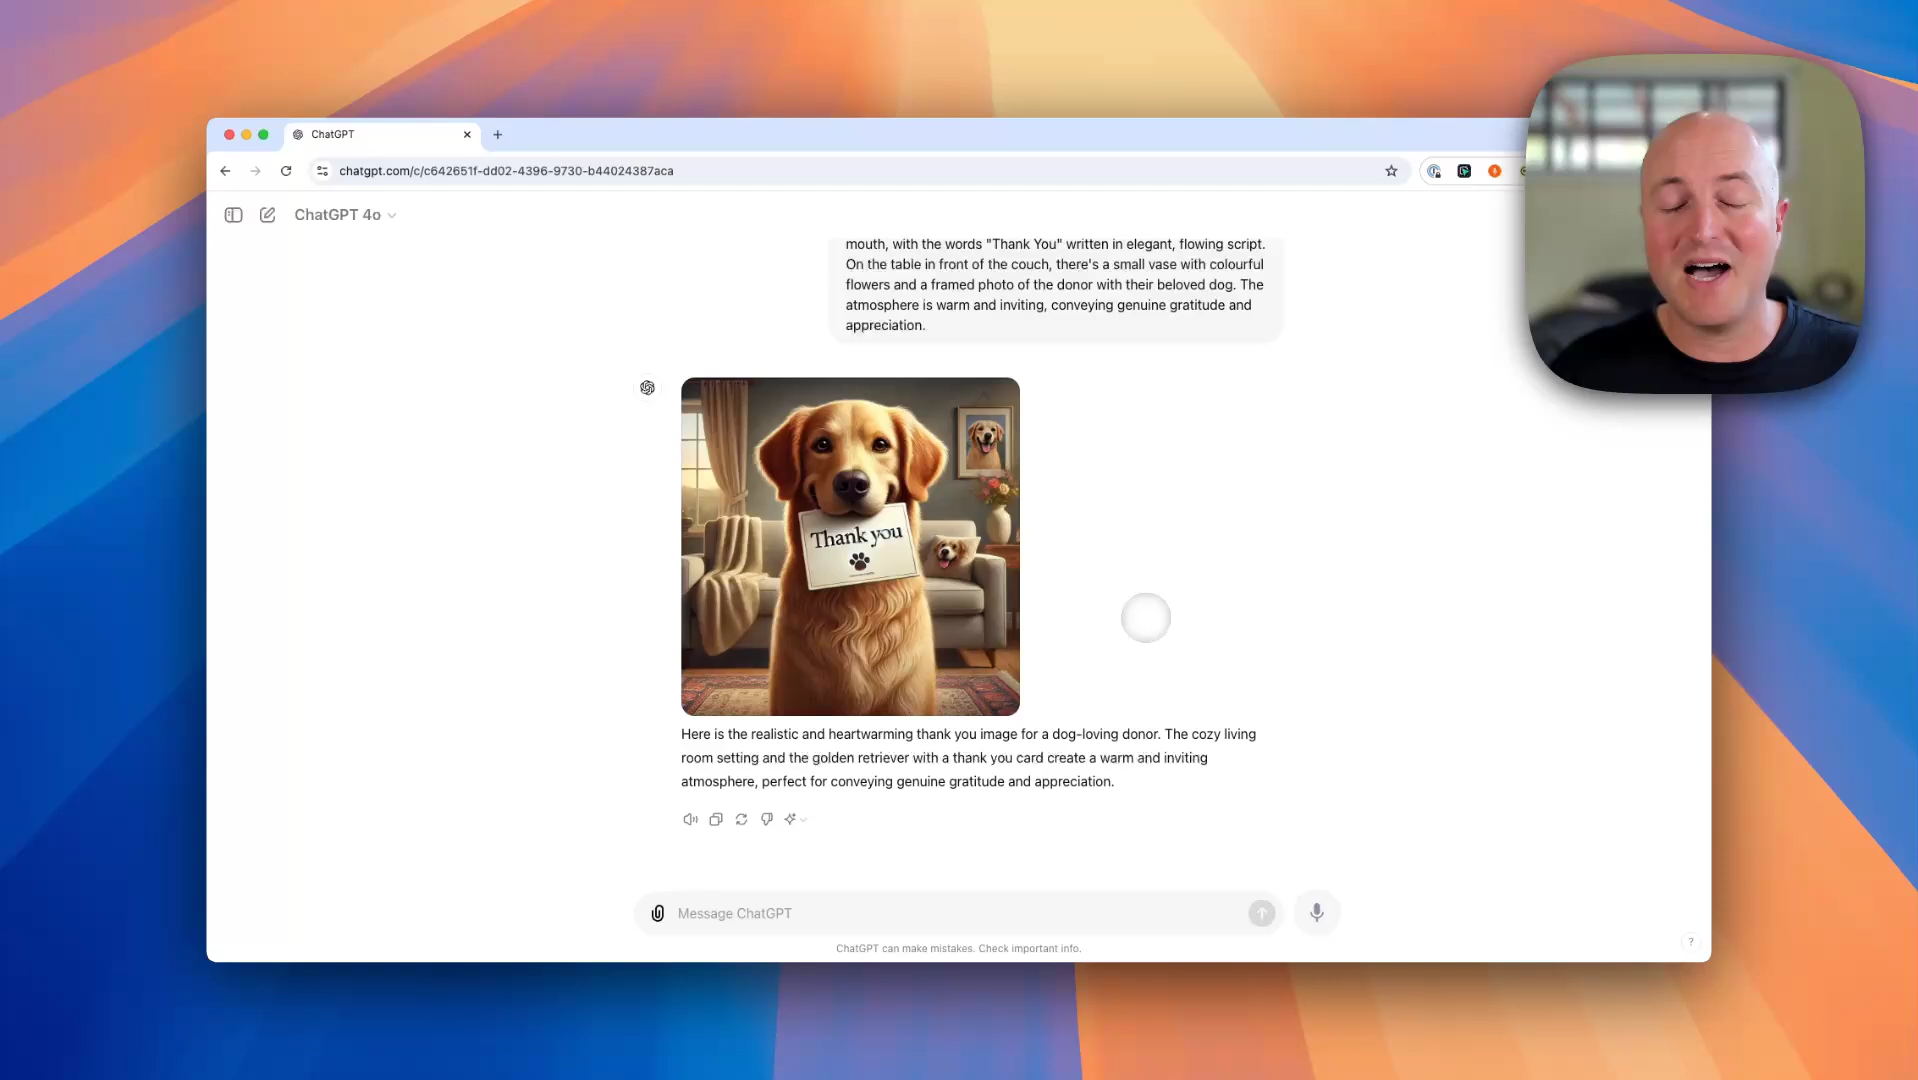 ChatGPT
chatgpt.com/c/c642651f-dd02-4396-9730-b44024387aca
ChatGPT 4o
mouth, with the words "Thank You" written in elegant, flowing script.
On the table in front of the couch, there's a small vase with colourful
flowers and a framed photo of the donor with their beloved dog. The
atmosphere is warm and inviting, conveying genuine gratitude and
appreciation.
Thank you
Here is the realistic and heartwarming thank you image for a dog-loving donor. The cozy living
room setting and the golden retriever with a thank you card create a warm and inviting
atmosphere, perfect for conveying genuine gratitude and appreciation.
Message ChatGPT
ChatGPT can make mistakes. Check important info.
?